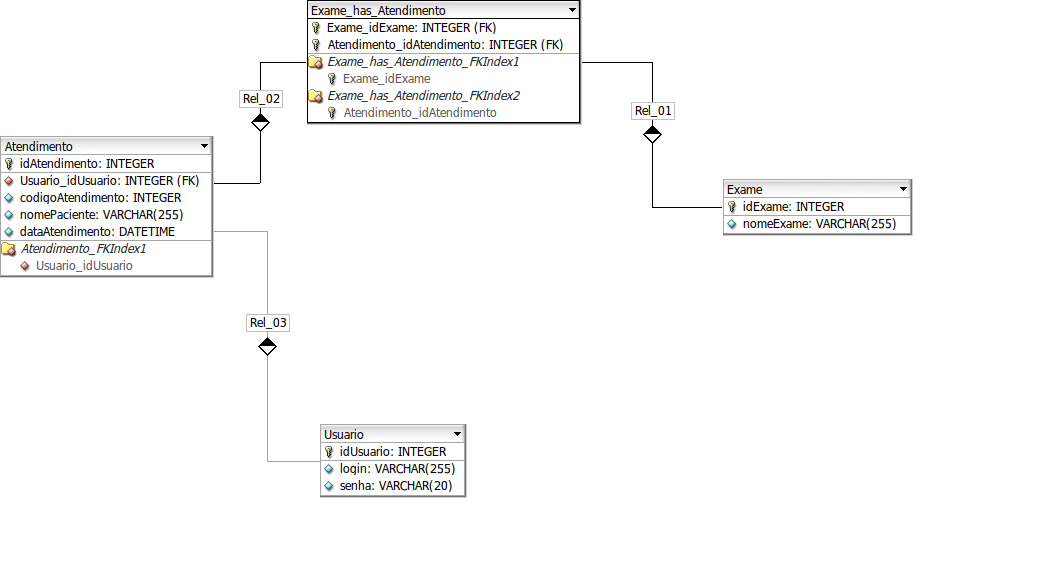 Exame_has_Atendimento
Exame_idExame: INTEGER (FK)
Atendimento_idAtendimento: INTEGER (FK)
Exame_has_Atendimento_FKIndex1
Exame_idExame
Exame_has_Atendimento_FKIndex2
Atendimento_idAtendimento
Rel_02
Rel_01
Atendimento
idAtendimento: INTEGER
Usuario_idUsuario: INTEGER (FK)
codigoAtendimento: INTEGER
nomePaciente: VARCHAR(255)
dataAtendimento: DATETIME
Atendimento_FKIndex1
Usuario_idUsuario
Exame
idExame: INTEGER
nomeExame: VARCHAR(255)
Rel_03
Usuario
idUsuario: INTEGER
login: VARCHAR(255)
senha: VARCHAR(20)